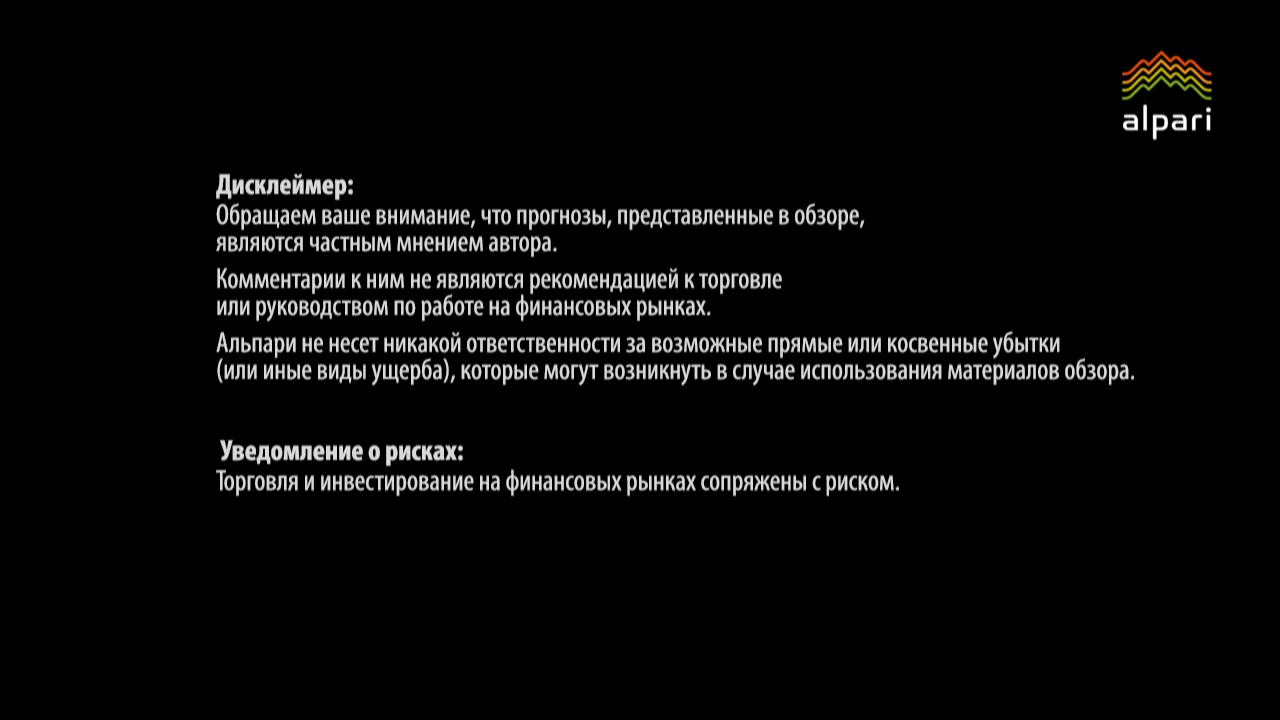 alpari
Дисклеймер:
Обращаем ваше внимание, что прогнозы, представленные в обзоре,
являются частным мнением автора.
Комментарии к ним не являются рекомендацией к торговле
или руководством по работе на финансовых рынках.
Альпари не несет никакой ответственности за возможные прямые или косвенные убытки
(или иные виды ущерба), которые могут возникнуть в случае использования материалов обзора.
Уведомление о рисках:
Торговля и инвестирование на финансовых рынках сопряжены с риском.